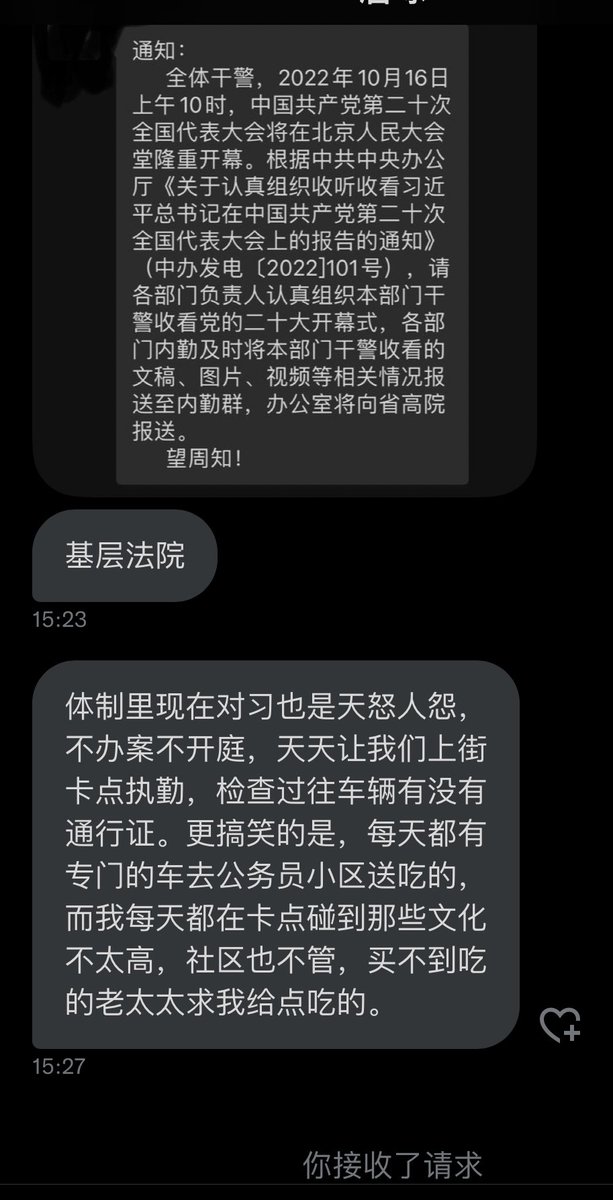 通知：
全体干警，2022年10月16日
上午10时，中国共产党第二十次
全国代表大会将在北京人民大会
堂隆重开幕。根据中共中央办公
厅《关于认真组织收听收看习近
平总书记在中国共产党第二十次
全国代表大会上的报告的通知》
（中办发电〔2022]101号），请
各部门负责人认真组织本部门干
警收看党的二十大开幕式，各部
门内勤及时将本部门干警收看的
文稿、图片、视频等相关情况报
送至内勤群，办公室将向省高院
报送。
望周知！
基层法院
15:23
体制里现在对习也是天怒人怨，
不办案不开庭，天天让我们上街
卡点执勤，检查过往车辆有没有
通行证。更搞笑的是，每天都有
专门的车去公务员小区送吃的，
而我每天都在卡点碰到那些文化
不太高，社区也不管，买不到吃
的老太太求我给点吃的。
15:27
你接收了请求